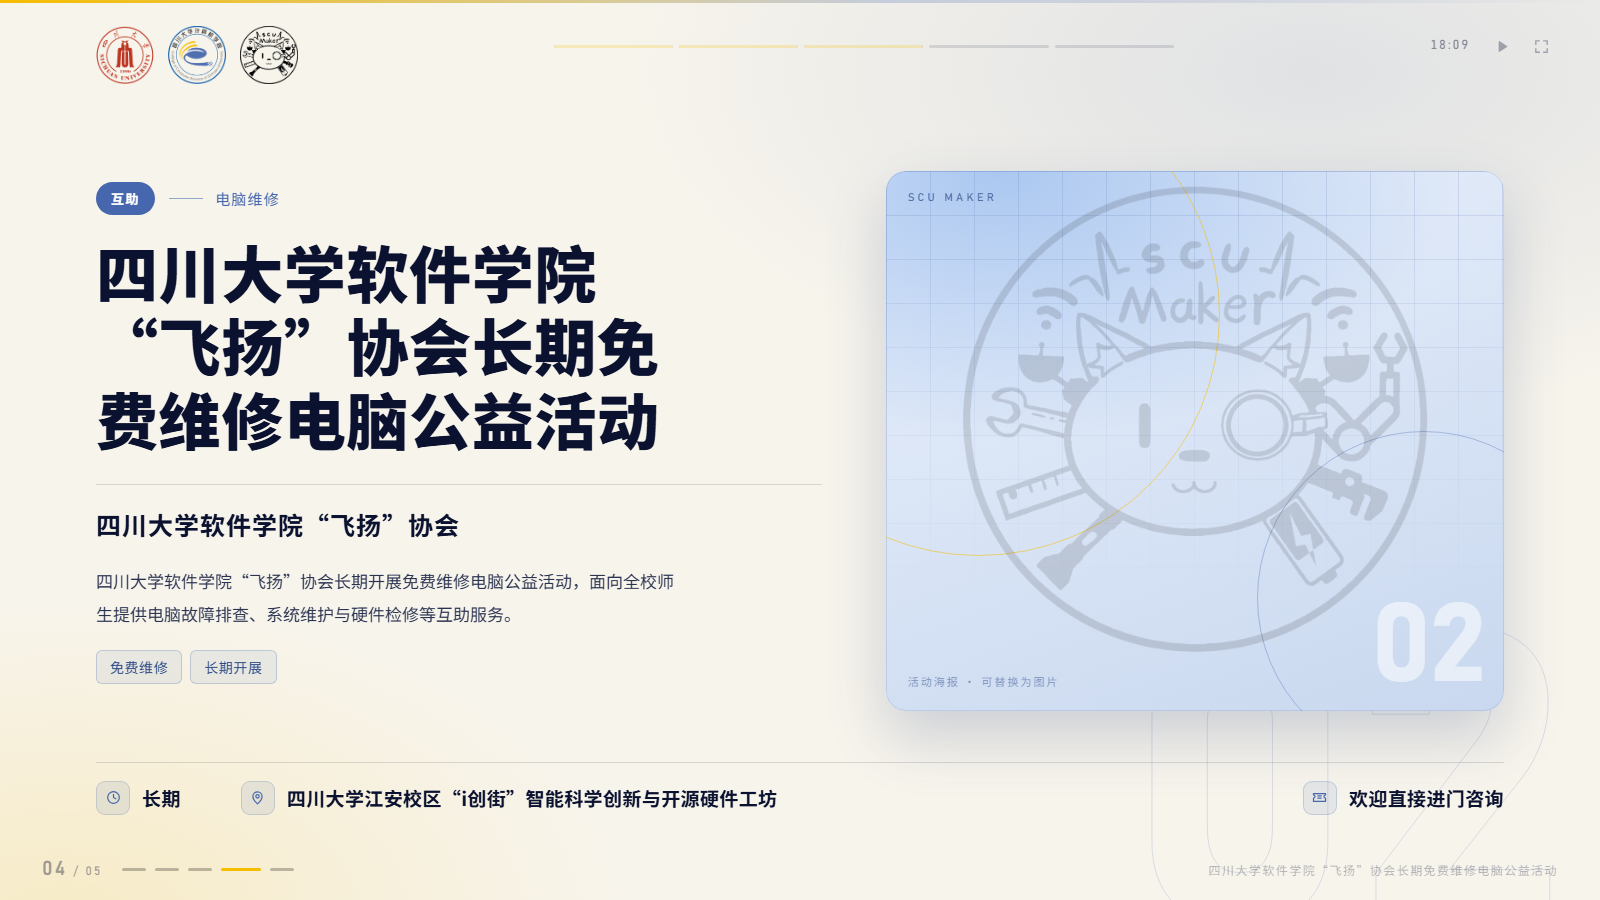 四川大学
SICHUAN UNIVERSITY
1896
scu
Maker
18:09
互助
电脑维修
四川大学软件学院
“飞扬”协会长期免
费维修电脑公益活动
四川大学软件学院“飞扬”协会
四川大学软件学院“飞扬”协会长期开展免费维修电脑公益活动，面向全校师
生提供电脑故障排查、系统维护与硬件检修等互助服务。
免费维修
长期开展
SCU MAKER
scu
Maker
02
活动海报 · 可替换为图片
长期
四川大学江安校区“i创街”智能科学创新与开源硬件工坊
欢迎直接进门咨询
04 / 05
四川大学软件学院“飞扬”协会长期免费维修电脑公益活动